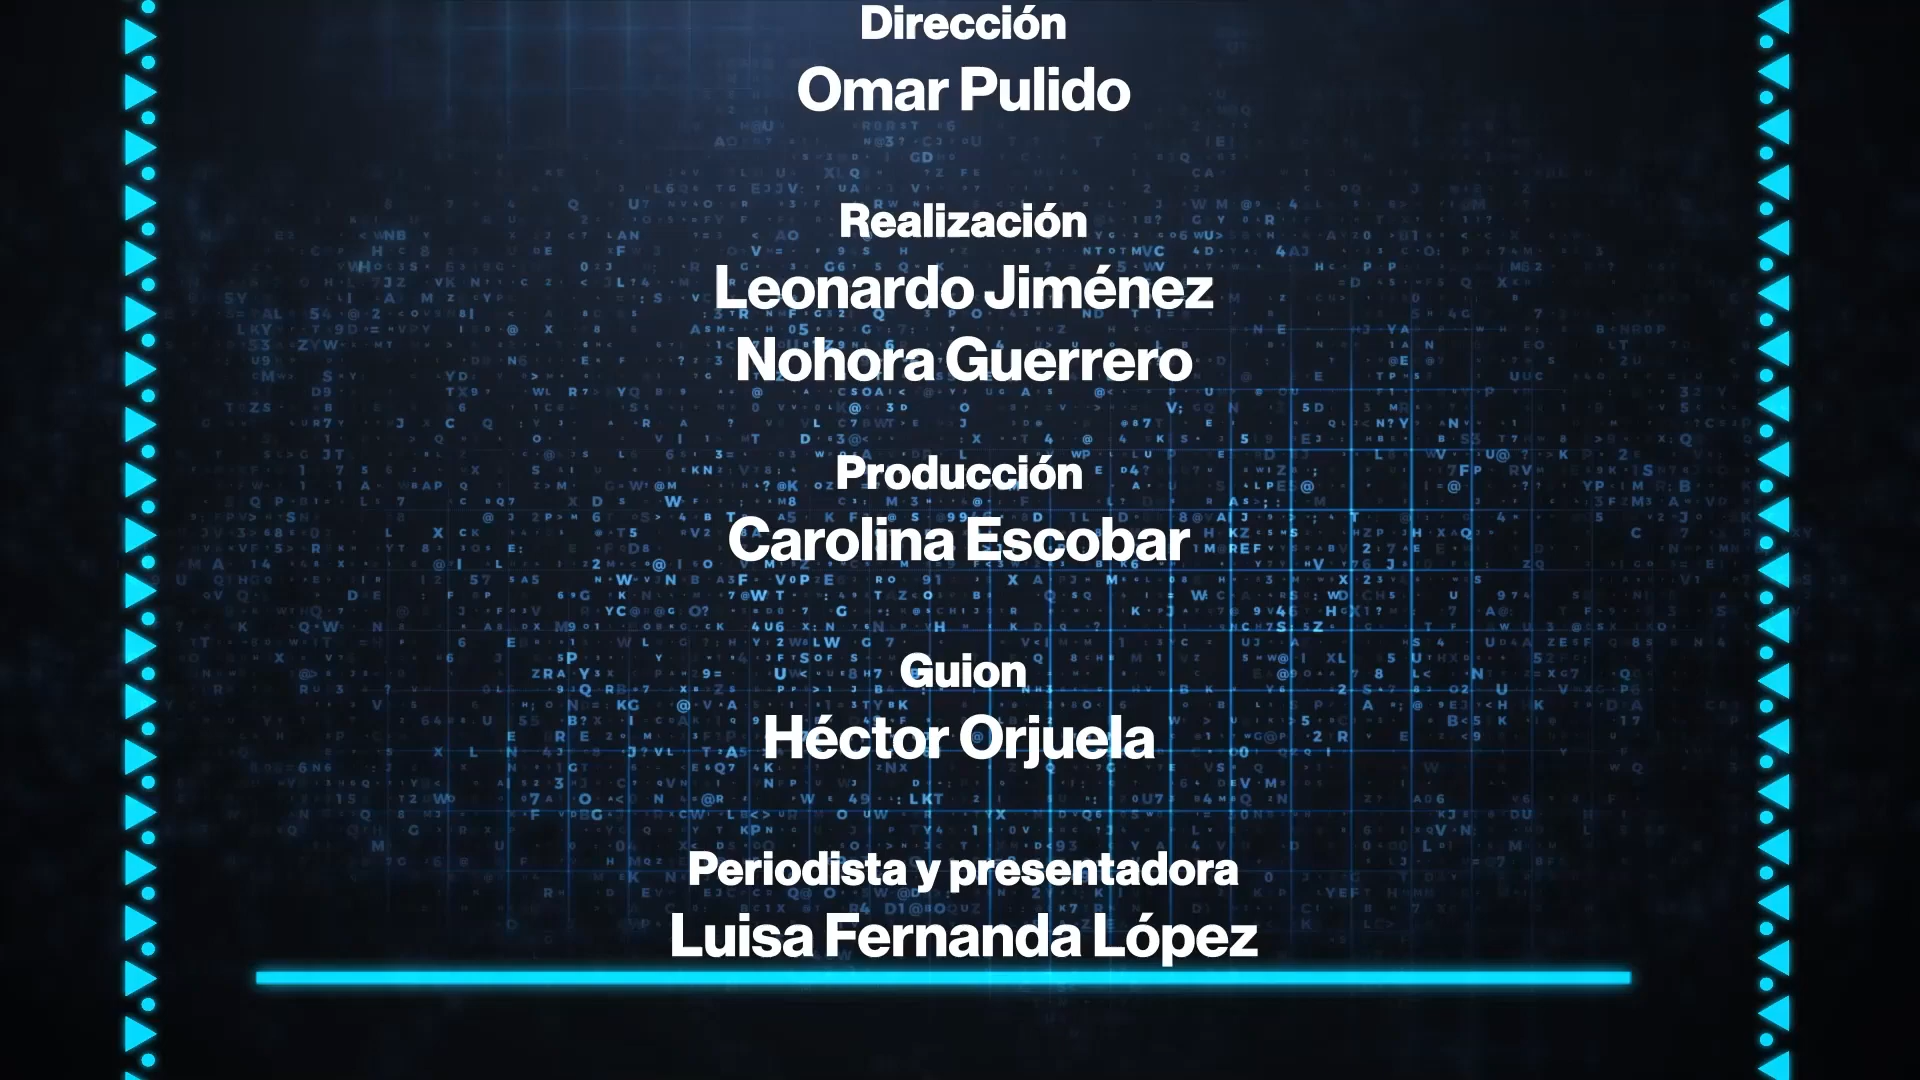 Dirección
Omar Pulido
Realización
Leonardo Jiménez
Nohora Guerrero
Producción
Carolina Escobar
Guion
Héctor Orjuela
Periodista y presentadora
Luisa Fernanda López